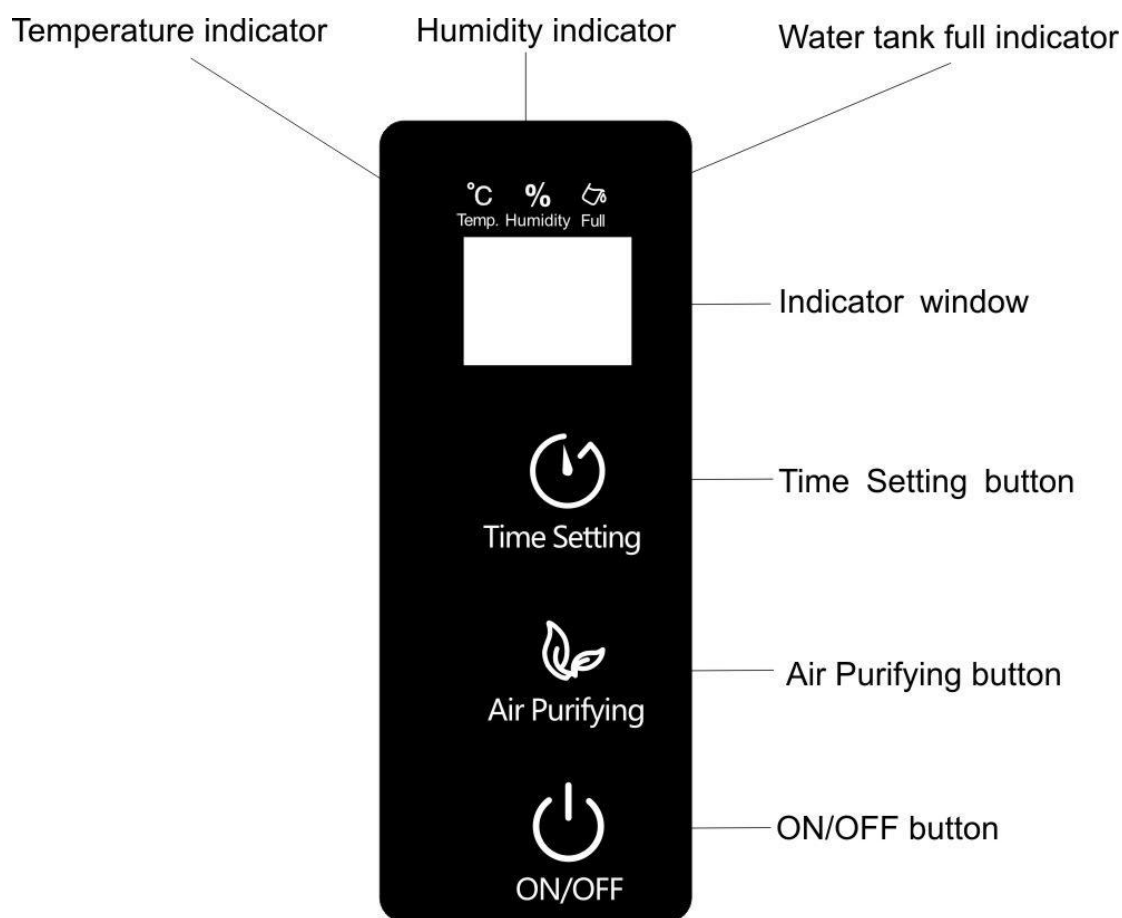 Temperature indicator
Humidity indicator
Water tank full indicator
°C % 
Temp. Humidity Full
Indicator window
Time Setting button
Time Setting
Air Purifying button
Air Purifying
ON/OFF button
ON/OFF